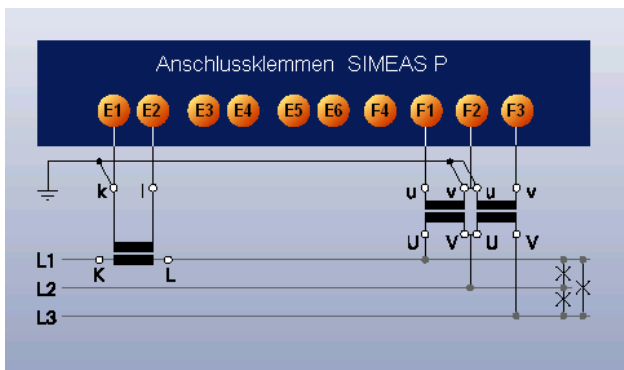 Anschlussklemmen SIMEAS P
E1 E2 E3 E4 E5 E6 F4 F1 F2 F3
k l u v u v
U V U V
L1 K L
L2
L3